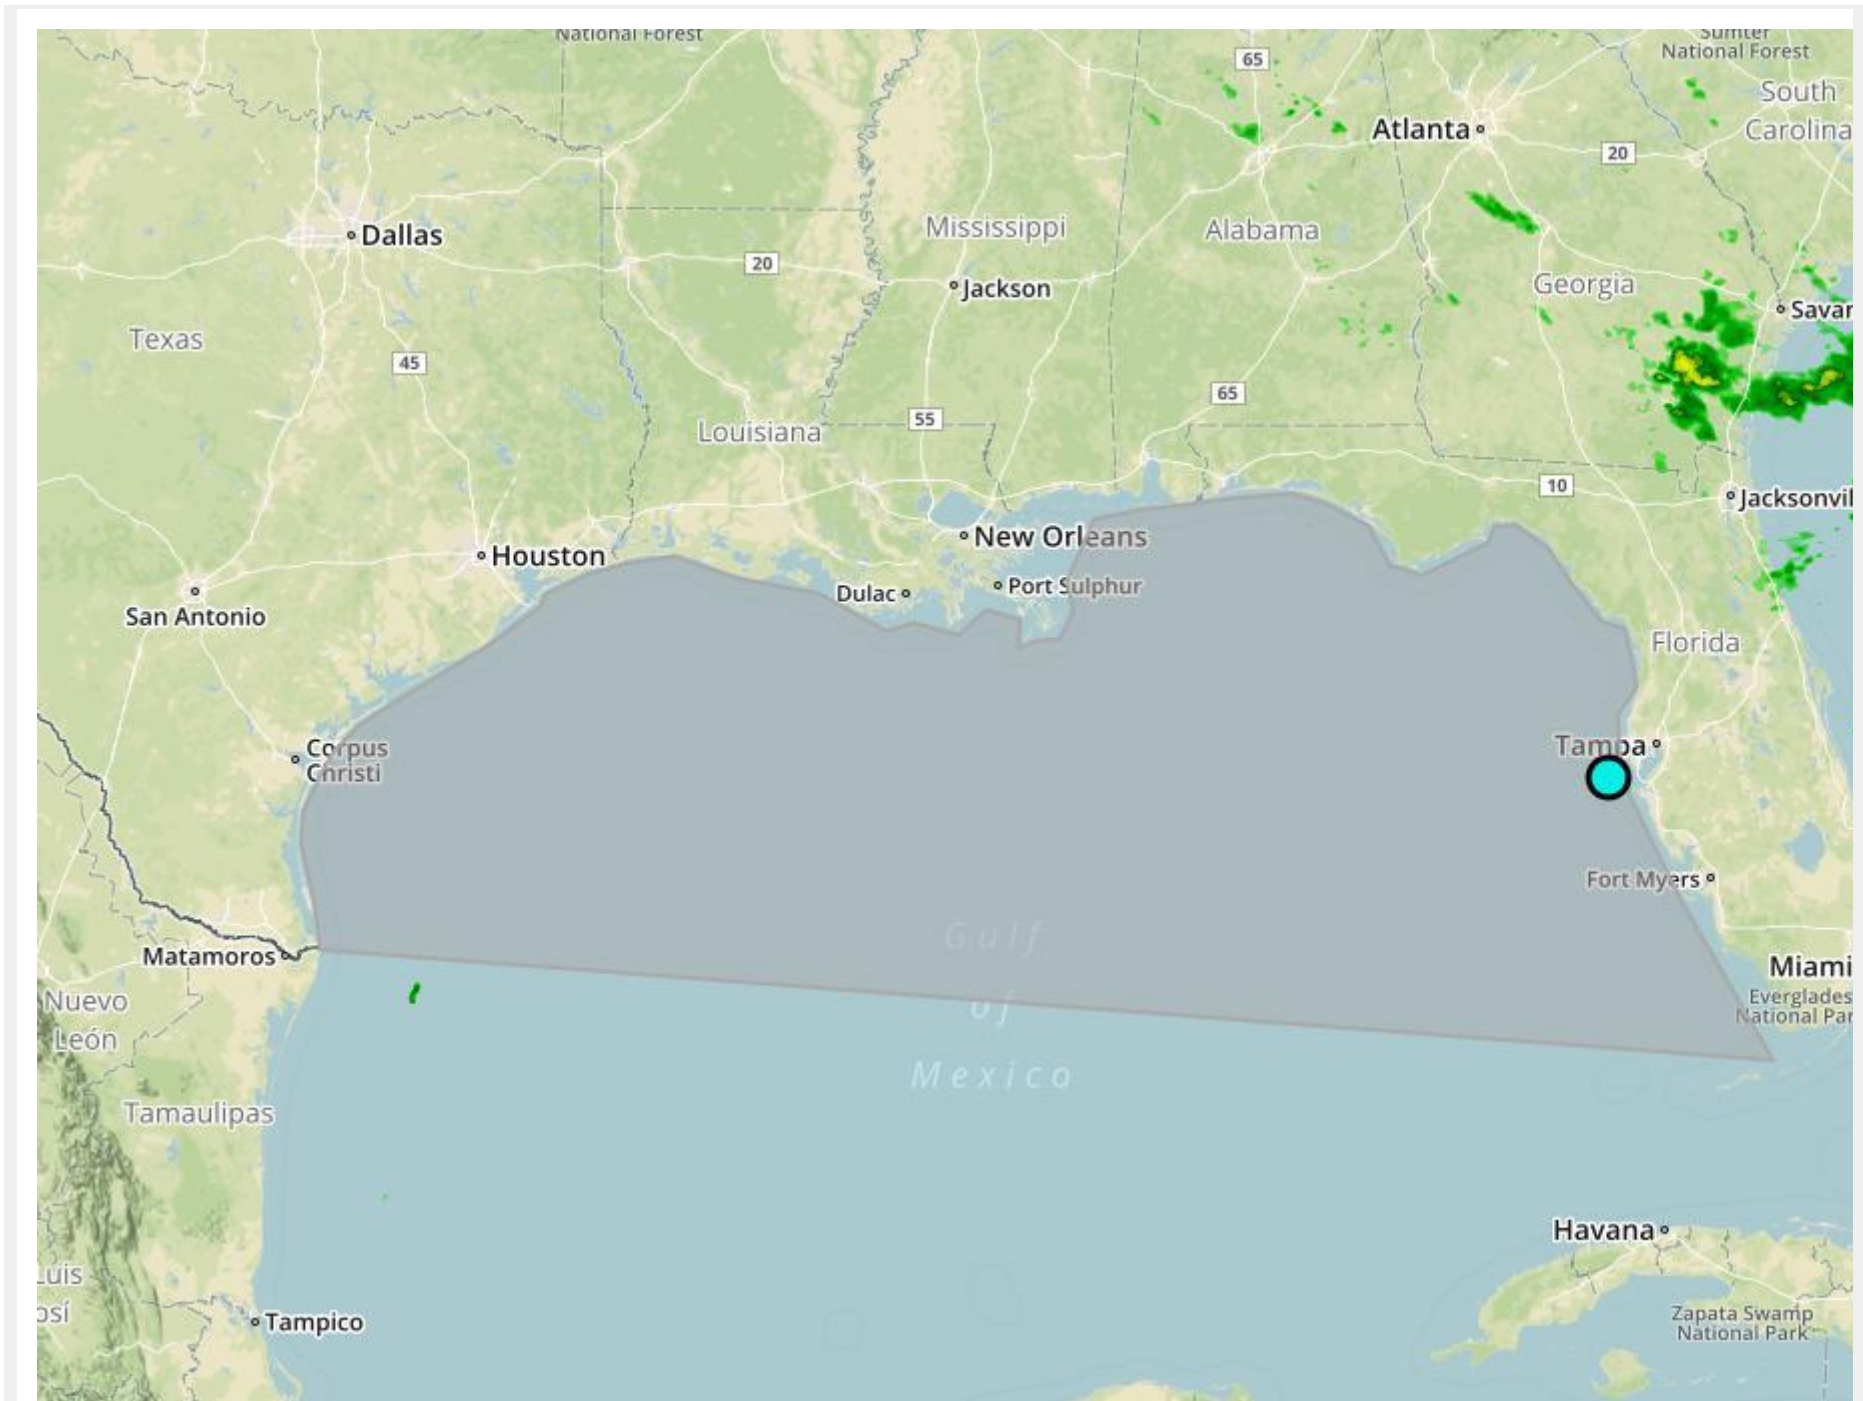 National Forest
Sumter
National Forest
65
South
Carolina
Atlanta
20
Dallas
Mississippi
Alabama
20
Jackson
Georgia
Savar
Texas
45
65
55
Louisiana
10
Jacksonvil
New Orleans
Houston
Dulac
Port Sulphur
San Antonio
Florida
Corpus
Christi
Tampa
Fort Myers
Gulf
of
Mexico
Matamoros
Miami
Everglades
National Par
Nuevo
León
Tamaulipas
Havana
Luis
osí
Tampico
Zapata Swamp
National Park